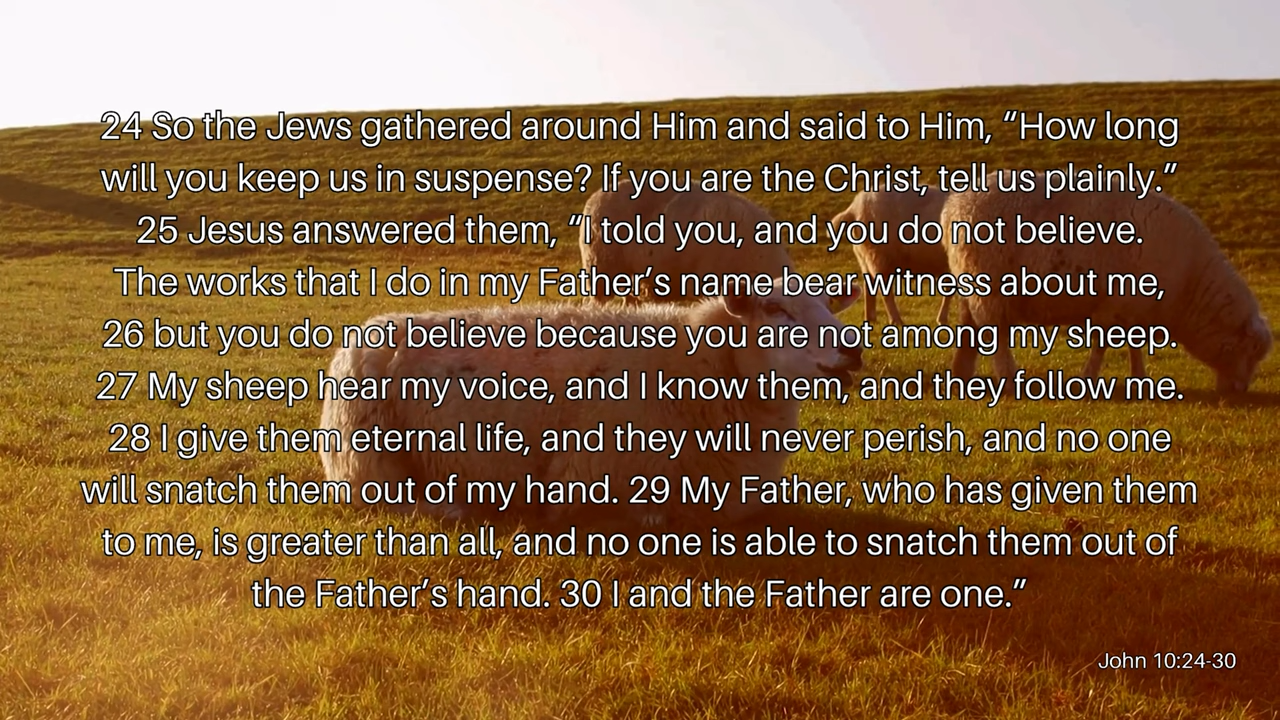 24 So the Jews gathered around Him and said to Him, “How long
will you keep us in suspense? If you are the Christ, tell us plainly.”
25 Jesus answered them, “I told you, and you do not believe.
The works that I do in my Father’s name bear witness about me,
26 but you do not believe because you are not among my sheep.
27 My sheep hear my voice, and I know them, and they follow me.
28 I give them eternal life, and they will never perish, and no one
will snatch them out of my hand. 29 My Father, who has given them
to me, is greater than all, and no one is able to snatch them out of
the Father’s hand. 30 I and the Father are one.”
John 10:24-30